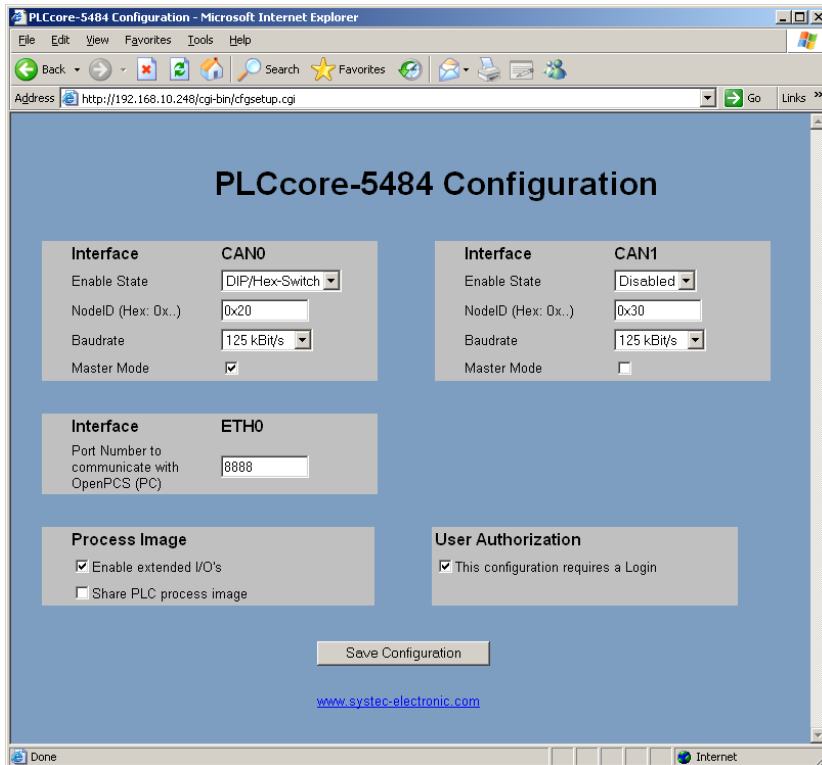 PLCcore-5484 Configuration - Microsoft Internet Explorer
File Edit View Favorites Tools Help
Back Search Favorites
Address http://192.168.10.248/cgi-bin/cfgsetup.cgi Go Links »
PLCcore-5484 Configuration
Interface CAN0
Enable State DIP/Hex-Switch
NodeID (Hex: 0x..) 0x20
Baudrate 125 kBit/s
Master Mode
Interface CAN1
Enable State Disabled
NodeID (Hex: 0x..) 0x30
Baudrate 125 kBit/s
Master Mode
Interface ETH0
Port Number to
communicate with 8888
OpenPCS (PC)
Process Image
Enable extended I/O's
Share PLC process image
User Authorization
This configuration requires a Login
Save Configuration
www.systec-electronic.com
Done Internet